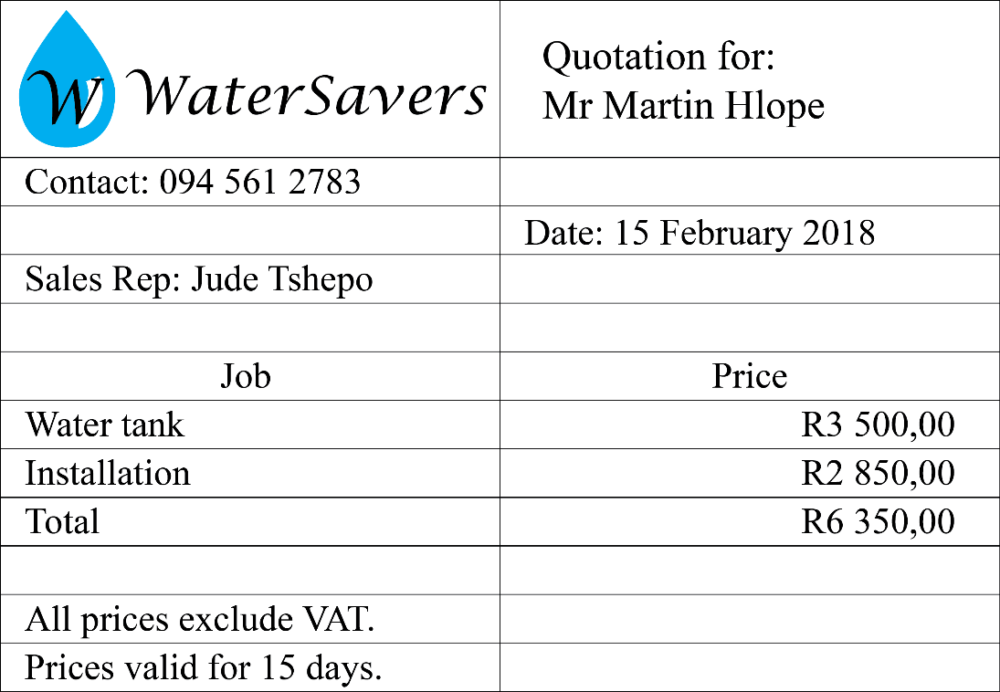 W WaterSavers
Quotation for:
Mr Martin Hlope
Contact: 094 561 2783
Date: 15 February 2018
Sales Rep: Jude Tshepo
Job Price
Water tank R3 500,00
Installation R2 850,00
Total R6 350,00
All prices exclude VAT.
Prices valid for 15 days.